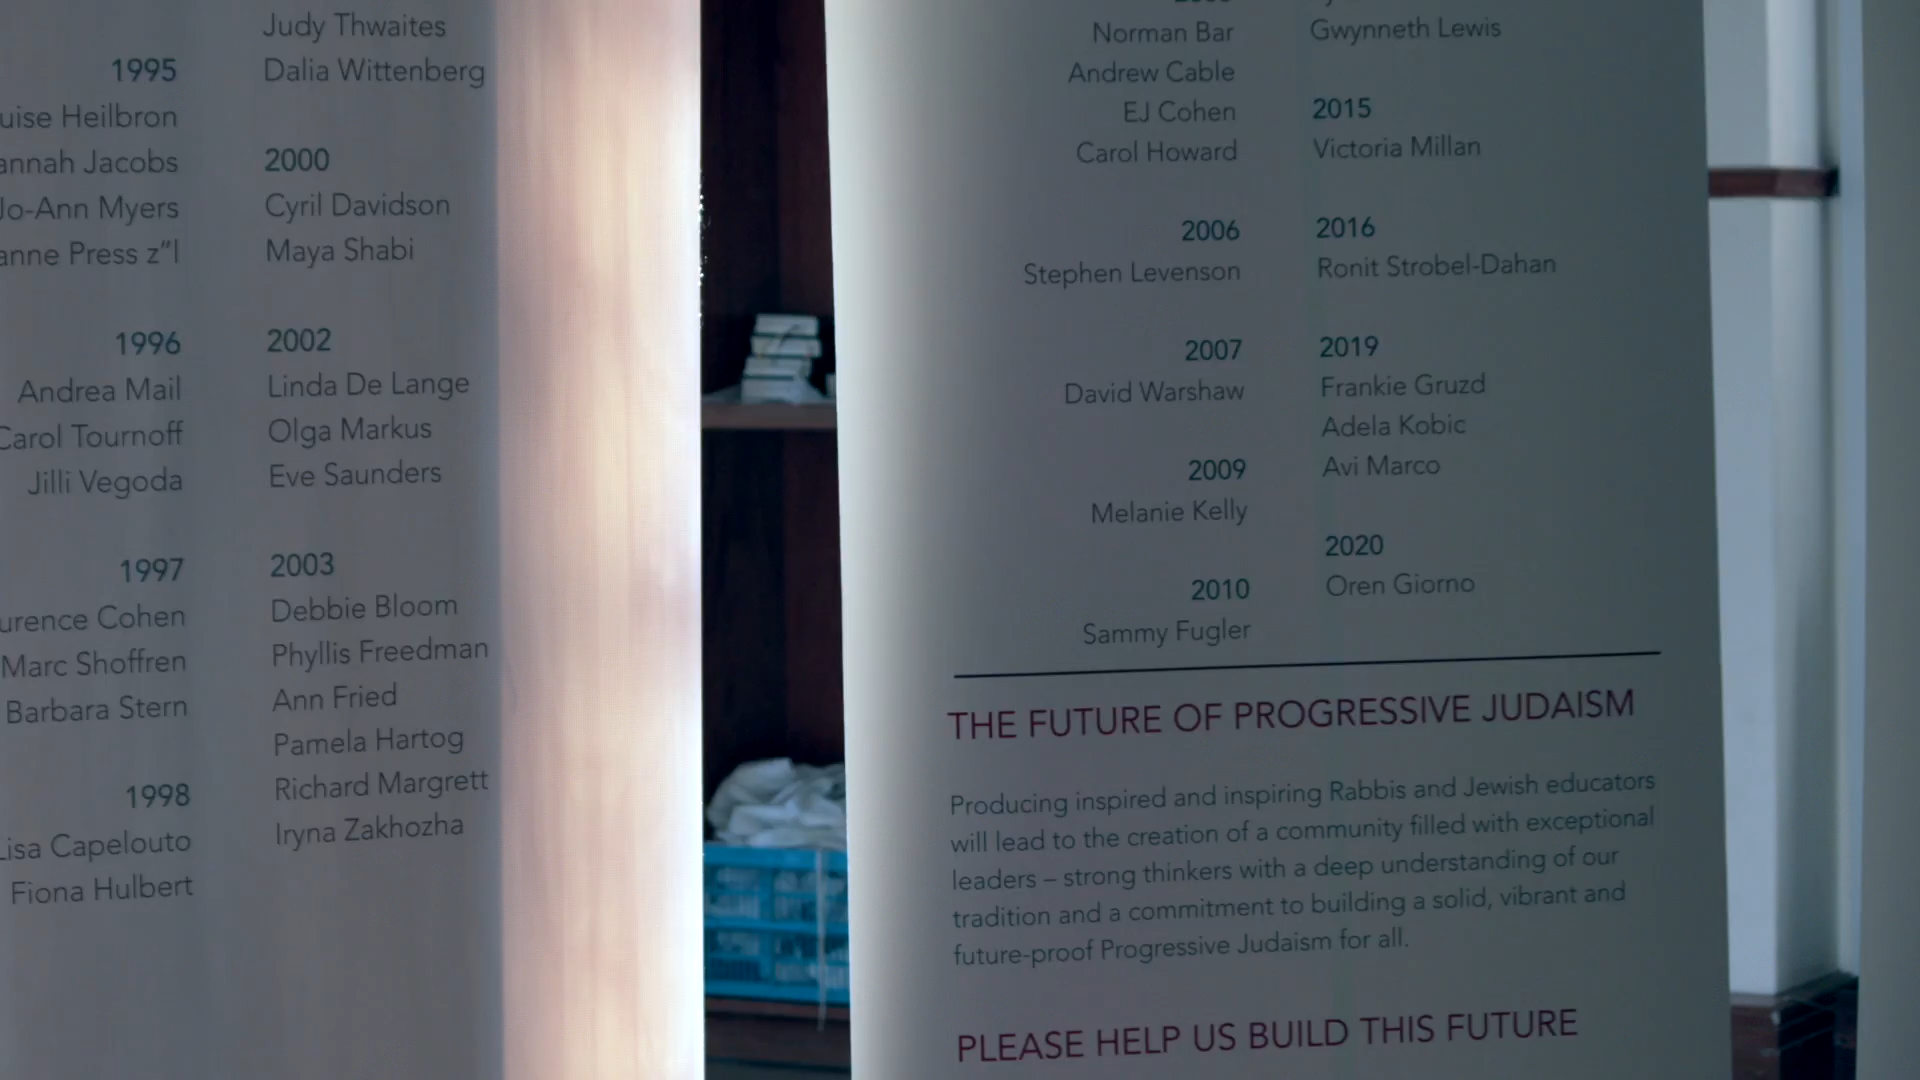 1995
Heilbron
Jacobs
Jo-Ann Myers
Press z"l
1996
Andrea Mail
Carol Tournoff
Jilli Vegoda
1997
Cohen
Marc Shoffren
Barbara Stern
1998
Lisa Capelouto
Fiona Hulbert
Judy Thwaites
Dalia Wittenberg
2000
Cyril Davidson
Maya Shabi
2002
Linda De Lange
Olga Markus
Eve Saunders
2003
Debbie Bloom
Phyllis Freedman
Ann Fried
Pamela Hartog
Richard Margrett
Iryna Zakhozha
Norman Bar
Andrew Cable
EJ Cohen
Carol Howard
2006
Stephen Levenson
2007
David Warshaw
2009
Melanie Kelly
2010
Sammy Fugler
Gwynneth Lewis
2015
Victoria Millan
2016
Ronit Strobel-Dahan
2019
Frankie Gruzd
Adela Kobic
Avi Marco
2020
Oren Giorno
THE FUTURE OF PROGRESSIVE JUDAISM
Producing inspired and inspiring Rabbis and Jewish educators
will lead to the creation of a community filled with exceptional
leaders – strong thinkers with a deep understanding of our
tradition and a commitment to building a solid, vibrant and
future-proof Progressive Judaism for all.
PLEASE HELP US BUILD THIS FUTURE